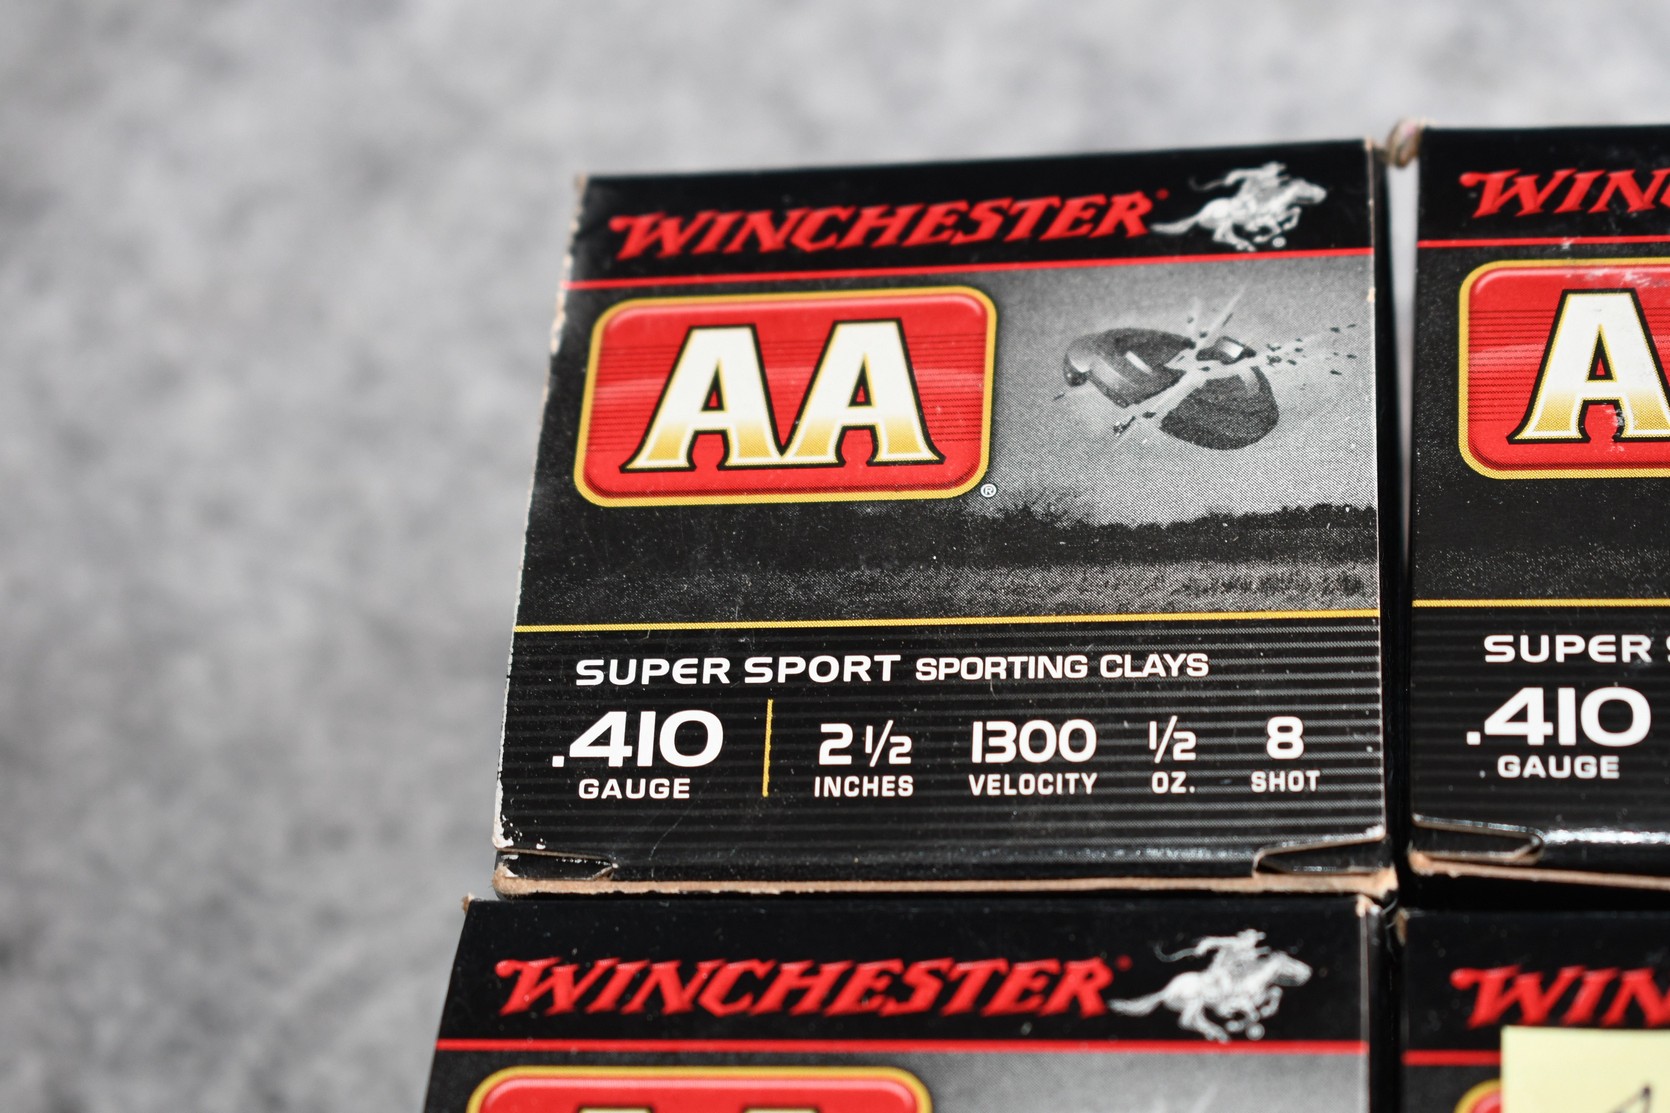 WINCHESTER®
AA®
SUPER SPORT SPORTING CLAYS
.410 2 1/2 1300 1/2 8
GAUGE INCHES VELOCITY OZ. SHOT
WIN
A
SUPER
.410
GAUGE
WINCHESTER
WIN